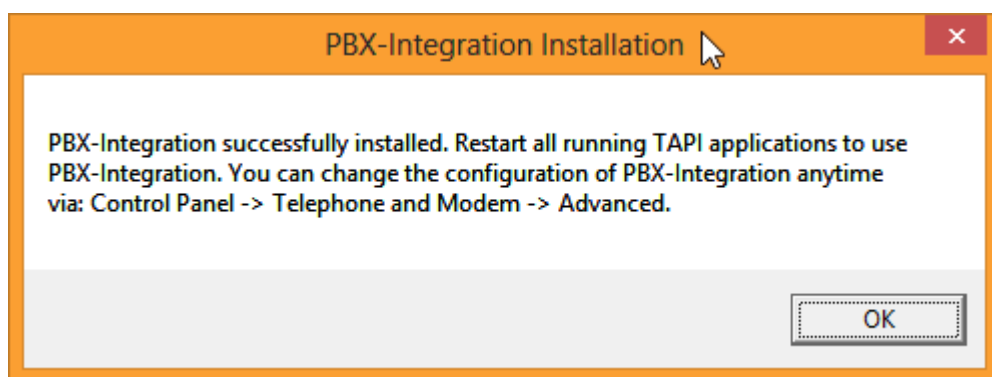 PBX-Integration Installation
PBX-Integration successfully installed. Restart all running TAPI applications to use
PBX-Integration. You can change the configuration of PBX-Integration anytime
via: Control Panel -> Telephone and Modem -> Advanced.
OK